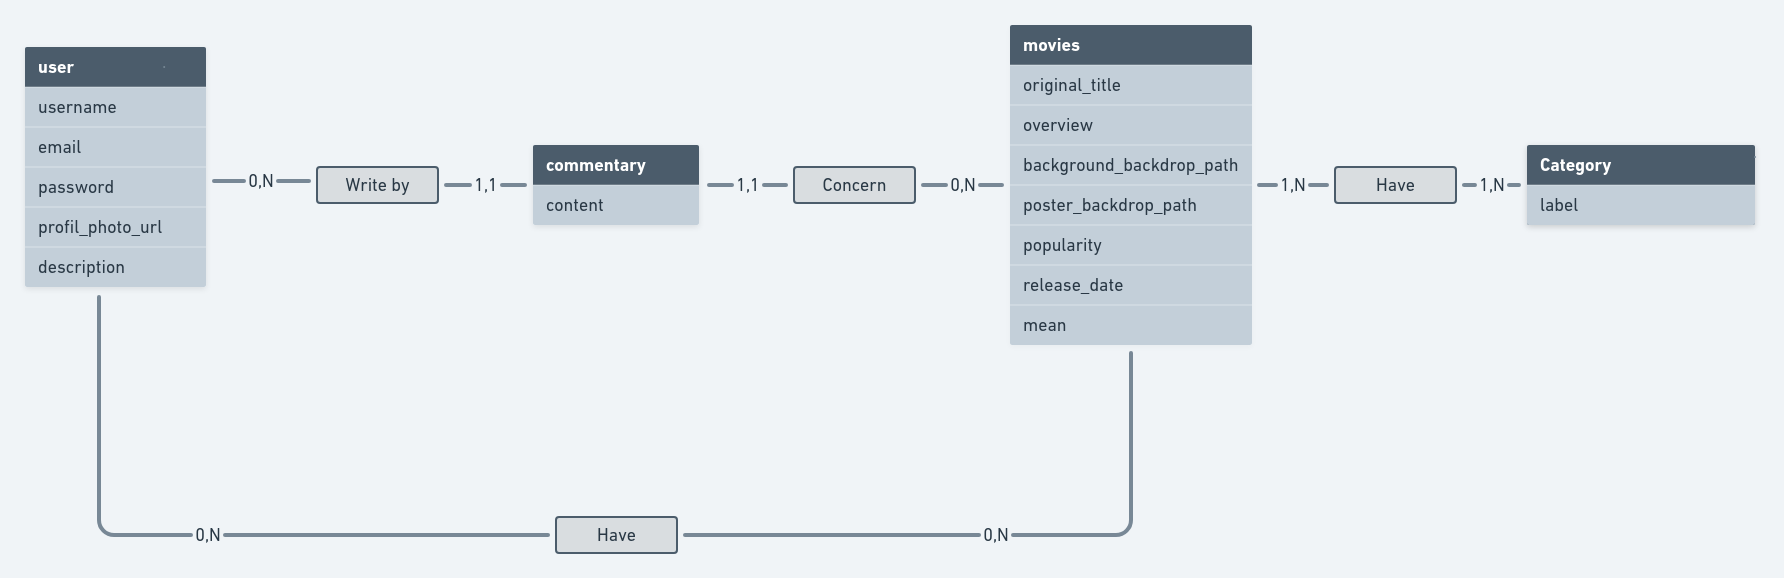 user
username
email
password
profil_photo_url
description
0,N
Write by
1,1
commentary
content
1,1
Concern
0,N
movies
original_title
overview
background_backdrop_path
poster_backdrop_path
popularity
release_date
mean
1,N
Have
1,N
Category
label
0,N
Have
0,N